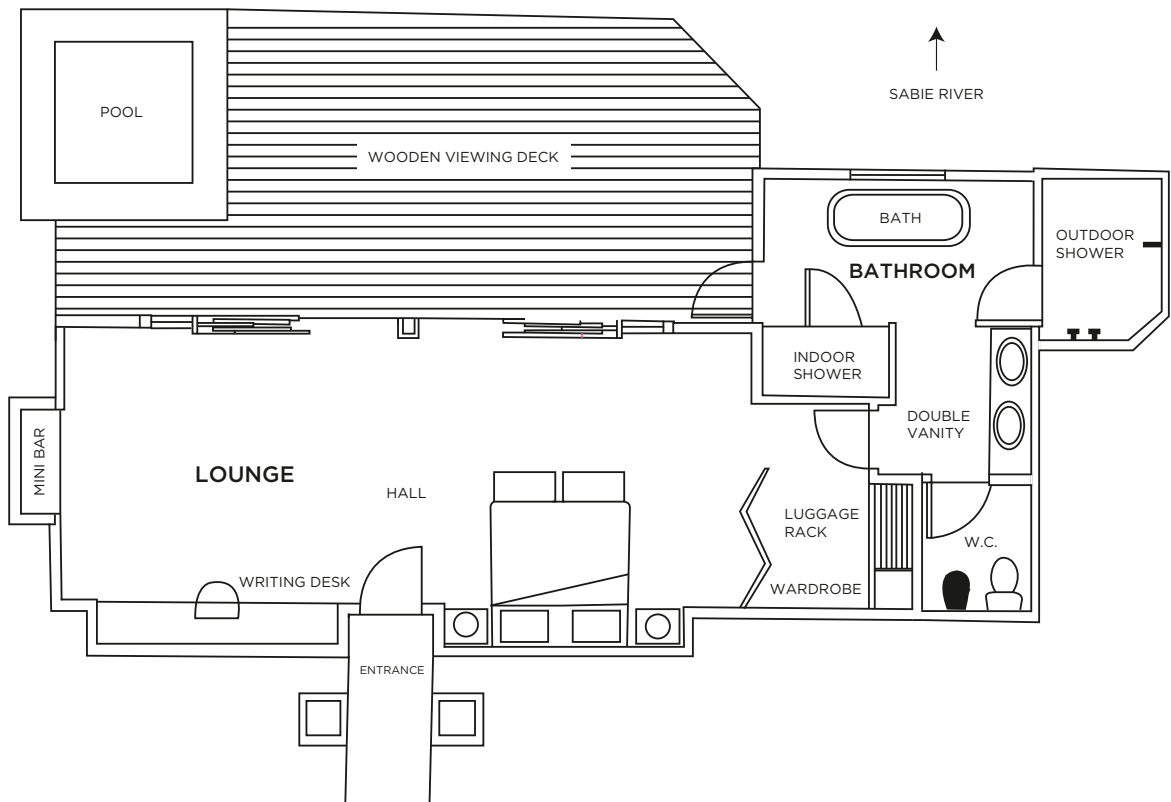 SABIE RIVER
POOL
WOODEN VIEWING DECK
BATH
OUTDOOR
SHOWER
BATHROOM
INDOOR
SHOWER
DOUBLE
VANITY
MINI BAR
LOUNGE
HALL
LUGGAGE
RACK
W.C.
WRITING DESK
WARDROBE
ENTRANCE